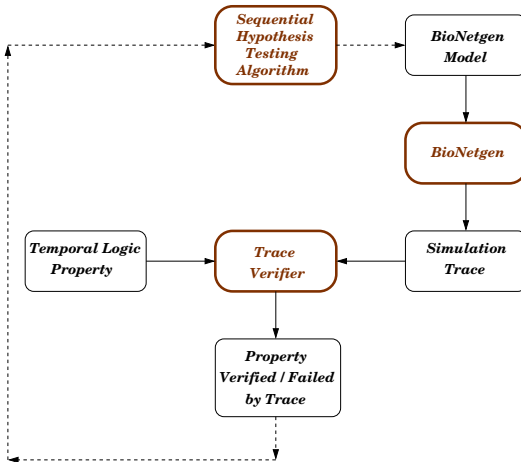 Sequential
Hypothesis
Testing
Algorithm
BioNetgen
Model
BioNetgen
Temporal Logic
Property
Trace
Verifier
Simulation
Trace
Property
Verified / Failed
by Trace